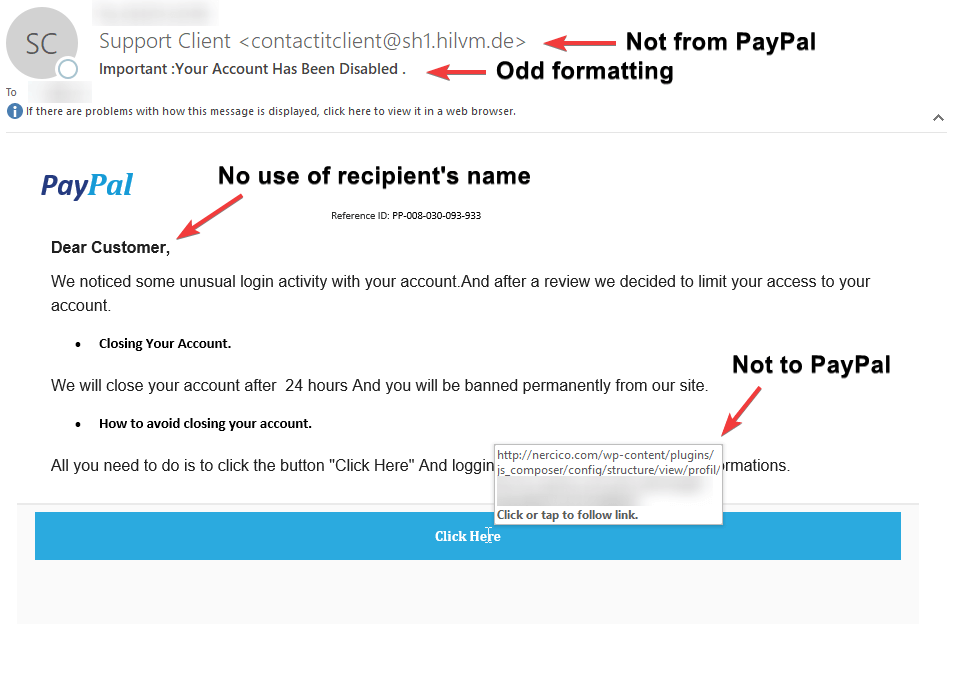 SC
Support Client <contactitclient@sh1.hilvm.de>
Not from PayPal
Important :Your Account Has Been Disabled .
Odd formatting
To
If there are problems with how this message is displayed, click here to view it in a web browser.
PayPal
No use of recipient's name
Reference ID: PP-008-030-093-933
Dear Customer,
We noticed some unusual login activity with your account.And after a review we decided to limit your access to your
account.
• Closing Your Account.
Not to PayPal
We will close your account after  24 hours And you will be banned permanently from our site.
• How to avoid closing your account.
http://nercico.com/wp-content/plugins/
js_composer/config/structure/view/profil/
All you need to do is to click the button "Click Here" And loggin ormations.
Click or tap to follow link.
Click Here